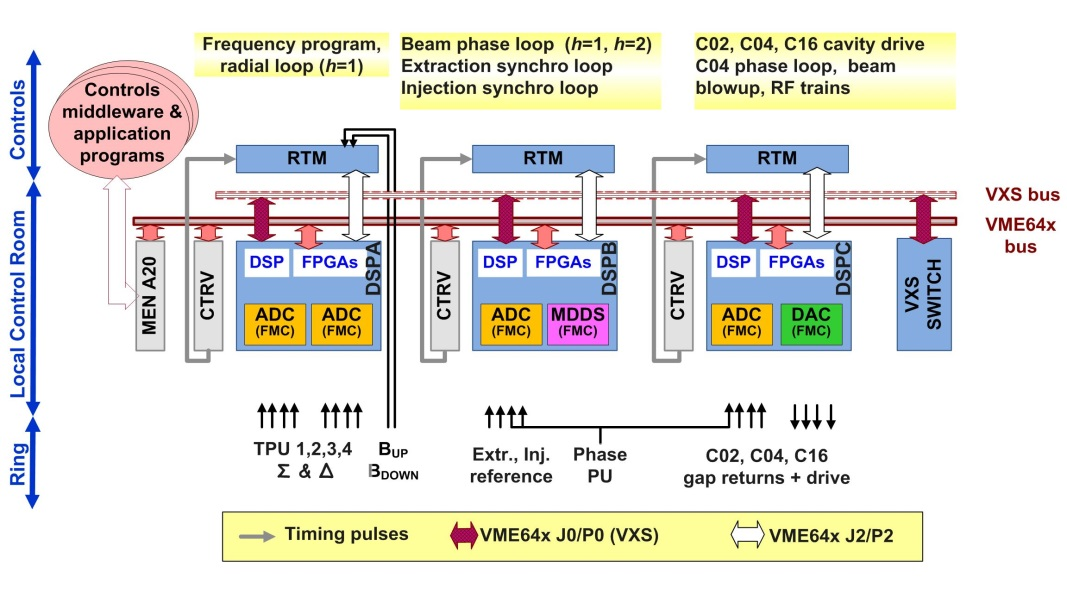 Frequency program,
radial loop (h=1)
Beam phase loop (h=1, h=2)
Extraction synchro loop
Injection synchro loop
C02, C04, C16 cavity drive
C04 phase loop, beam
blowup, RF trains
Controls
middleware &
application
programs
Controls
Local Control Room
Ring
RTM
RTM
RTM
VXS bus
VME64x
bus
MEN A20
CTRV
DSP
FPGAs
DSPA
ADC
(FMC)
ADC
(FMC)
CTRV
DSP
FPGAs
DSPB
ADC
(FMC)
MDDS
(FMC)
CTRV
DSP
FPGAs
DSPC
ADC
(FMC)
DAC
(FMC)
VXS
SWITCH
TPU 1,2,3,4
Σ & Δ
BUP
BDOWN
Extr., Inj.
reference
Phase
PU
C02, C04, C16
gap returns + drive
Timing pulses
VME64x J0/P0 (VXS)
VME64x J2/P2